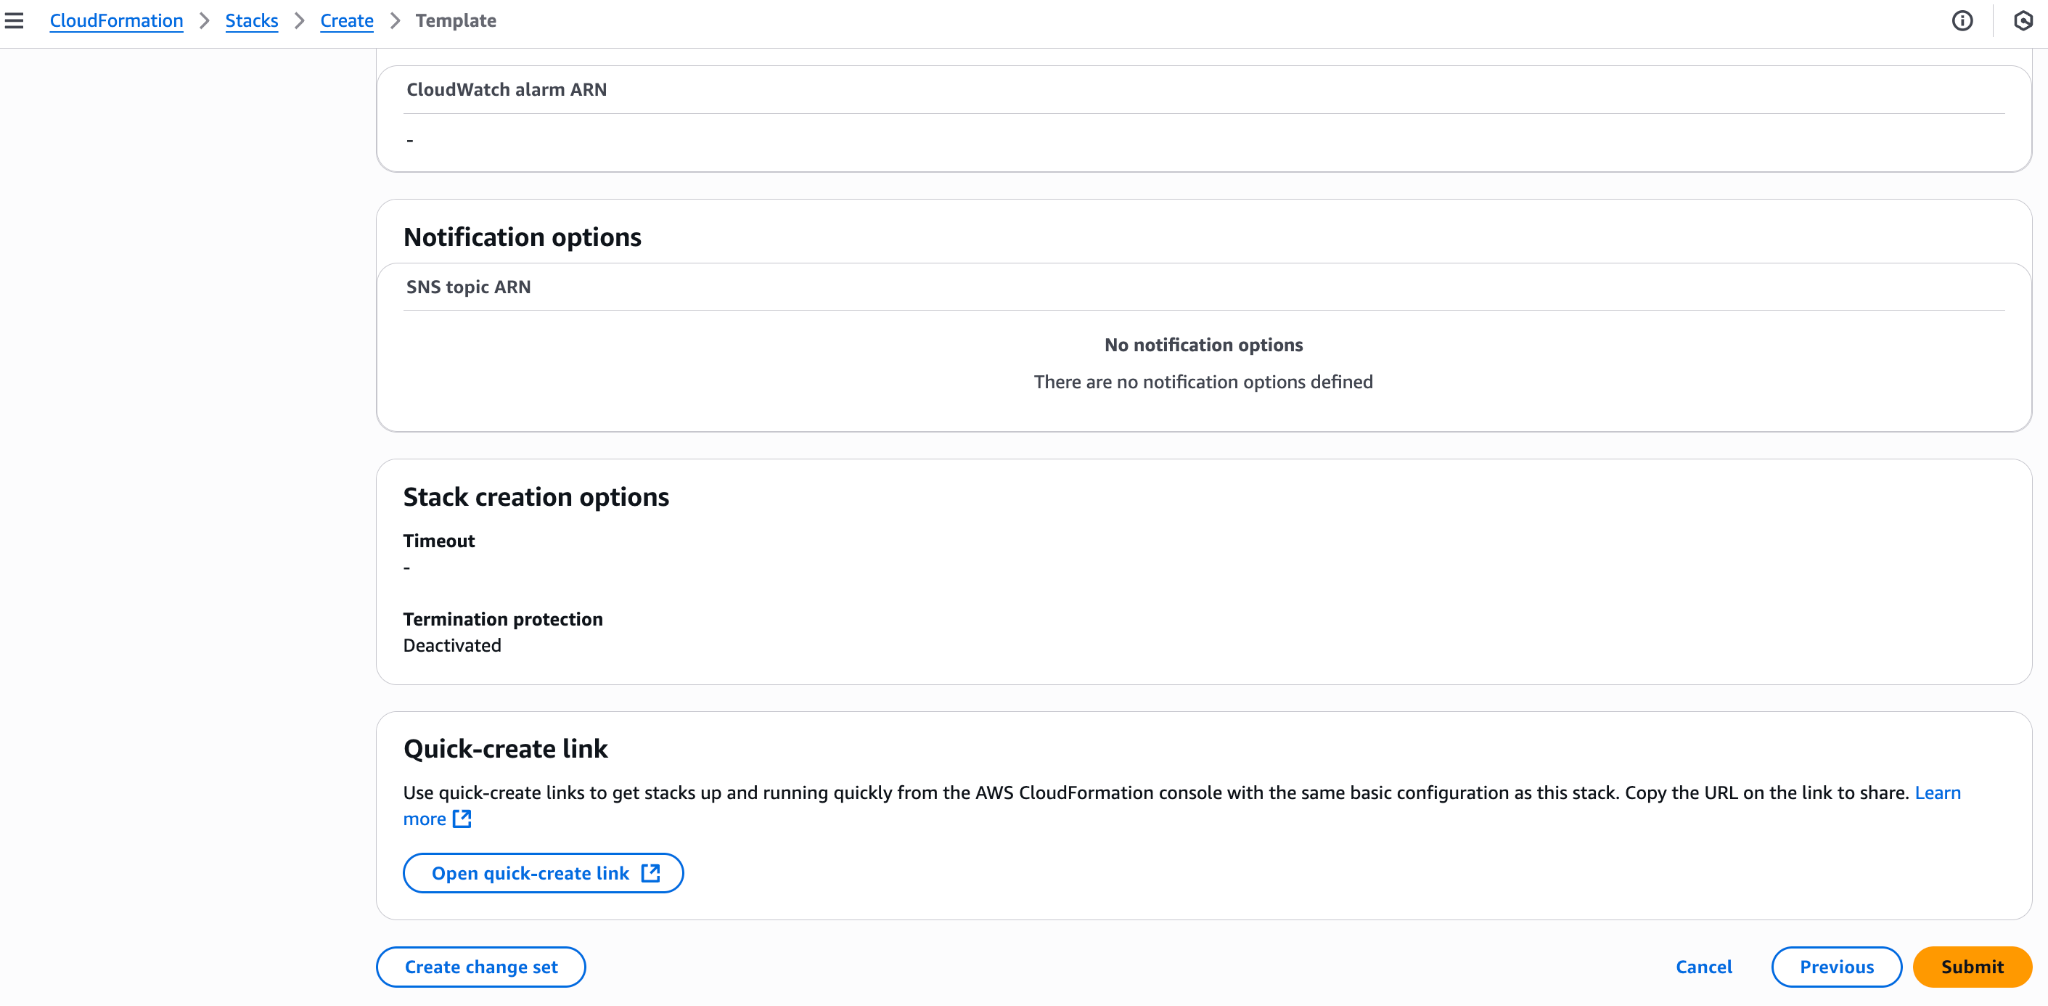 CloudFormation > Stacks > Create > Template
CloudWatch alarm ARN
-
Notification options
SNS topic ARN
No notification options
There are no notification options defined
Stack creation options
Timeout
-
Termination protection
Deactivated
Quick-create link
Use quick-create links to get stacks up and running quickly from the AWS CloudFormation console with the same basic configuration as this stack. Copy the URL on the link to share. Learn
more
Open quick-create link
Create change set
Cancel
Previous
Submit